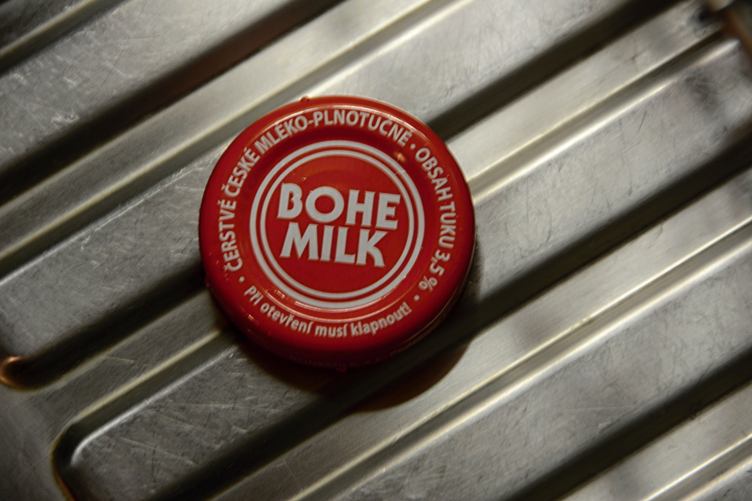 ČERSTVÉ ČESKÉ MLÉKO-PLNOTUČNÉ • OBSAH TUKU 3,5 %
BOHE
MILK
• Při otevření musí klapnout! •